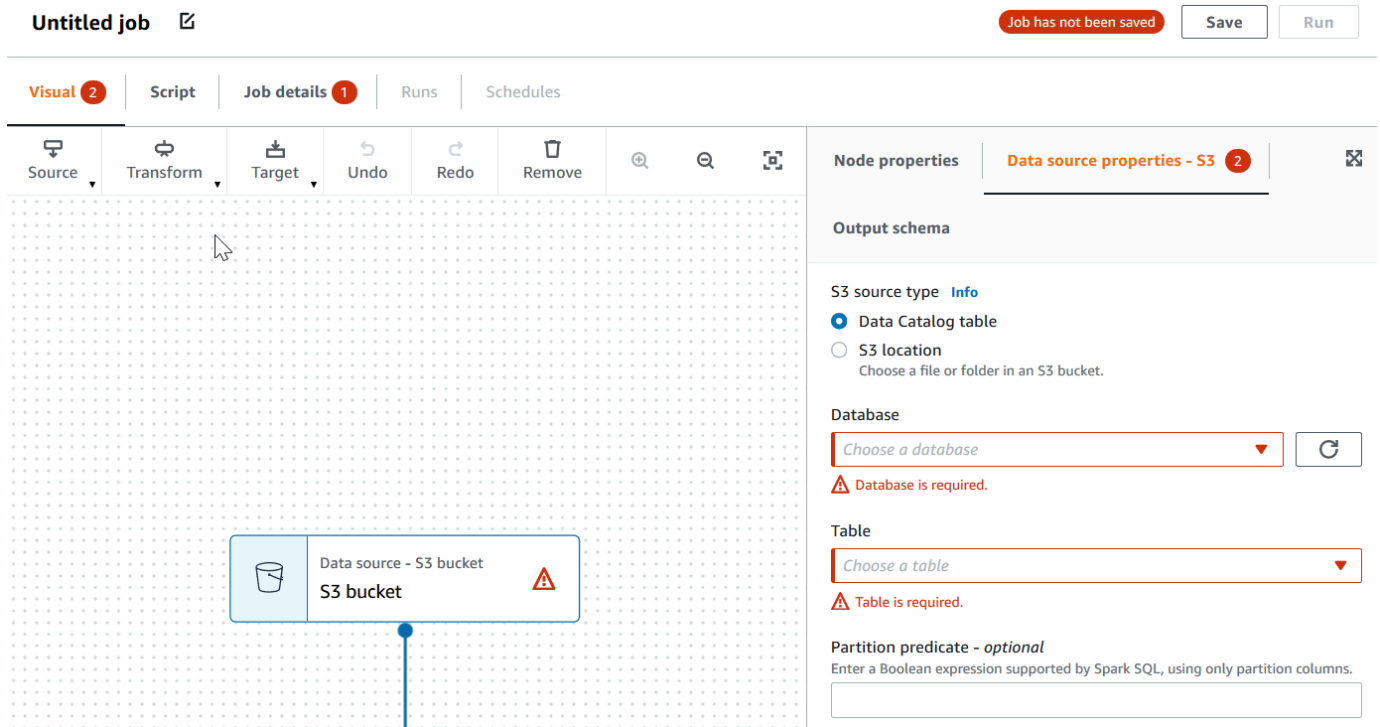 Untitled job
Job has not been saved
Save
Run
Visual 2
Script
Job details 1
Runs
Schedules
Source
Transform
Target
Undo
Redo
Remove
Node properties
Data source properties - S3 2
Output schema
S3 source type Info
Data Catalog table
S3 location
Choose a file or folder in an S3 bucket.
Database
Choose a database
Database is required.
Table
Choose a table
Table is required.
Partition predicate - optional
Enter a Boolean expression supported by Spark SQL, using only partition columns.
Data source - S3 bucket
S3 bucket